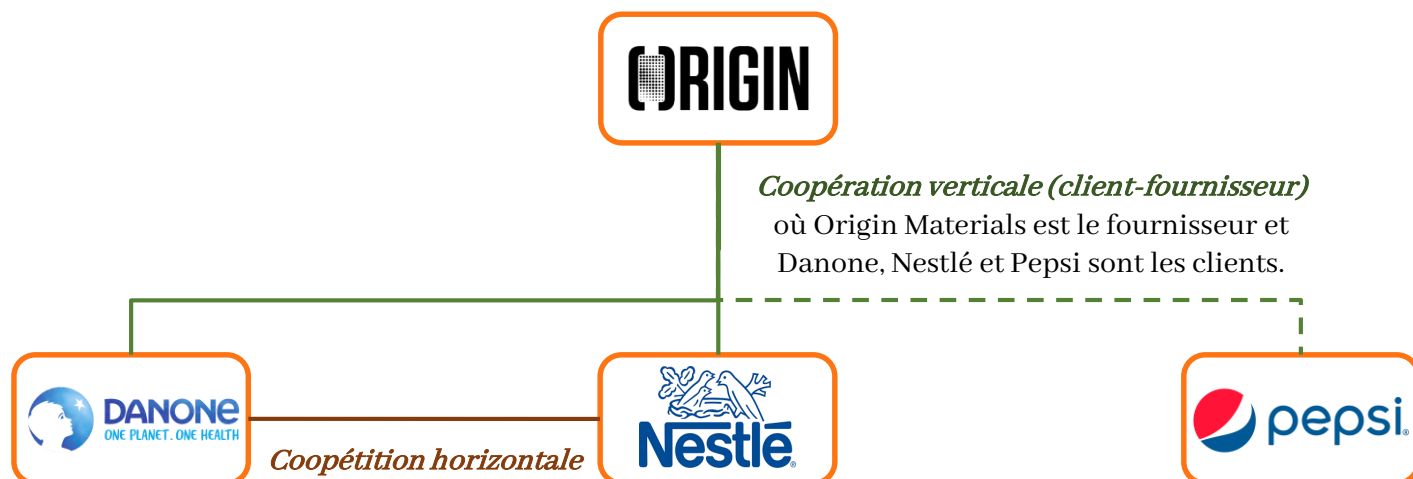 ORIGIN
Coopération verticale (client-fournisseur)
où Origin Materials est le fournisseur et
Danone, Nestlé et Pepsi sont les clients.
DANONE
ONE PLANET. ONE HEALTH
Coopétition horizontale
Nestlé
pepsi